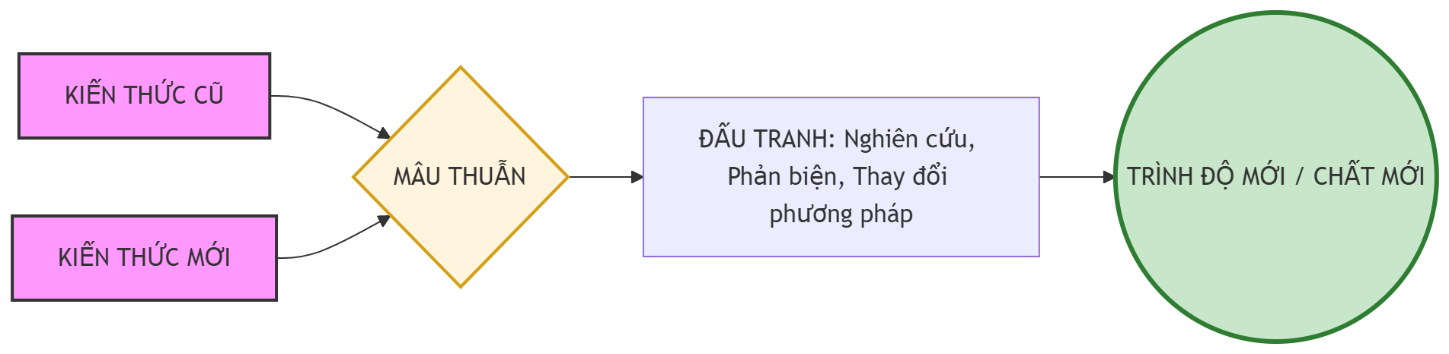 KIẾN THỨC CŨ
KIẾN THỨC MỚI
MÂU THUẪN
ĐẤU TRANH: Nghiên cứu,
Phản biện, Thay đổi
phương pháp
TRÌNH ĐỘ MỚI / CHẤT MỚI